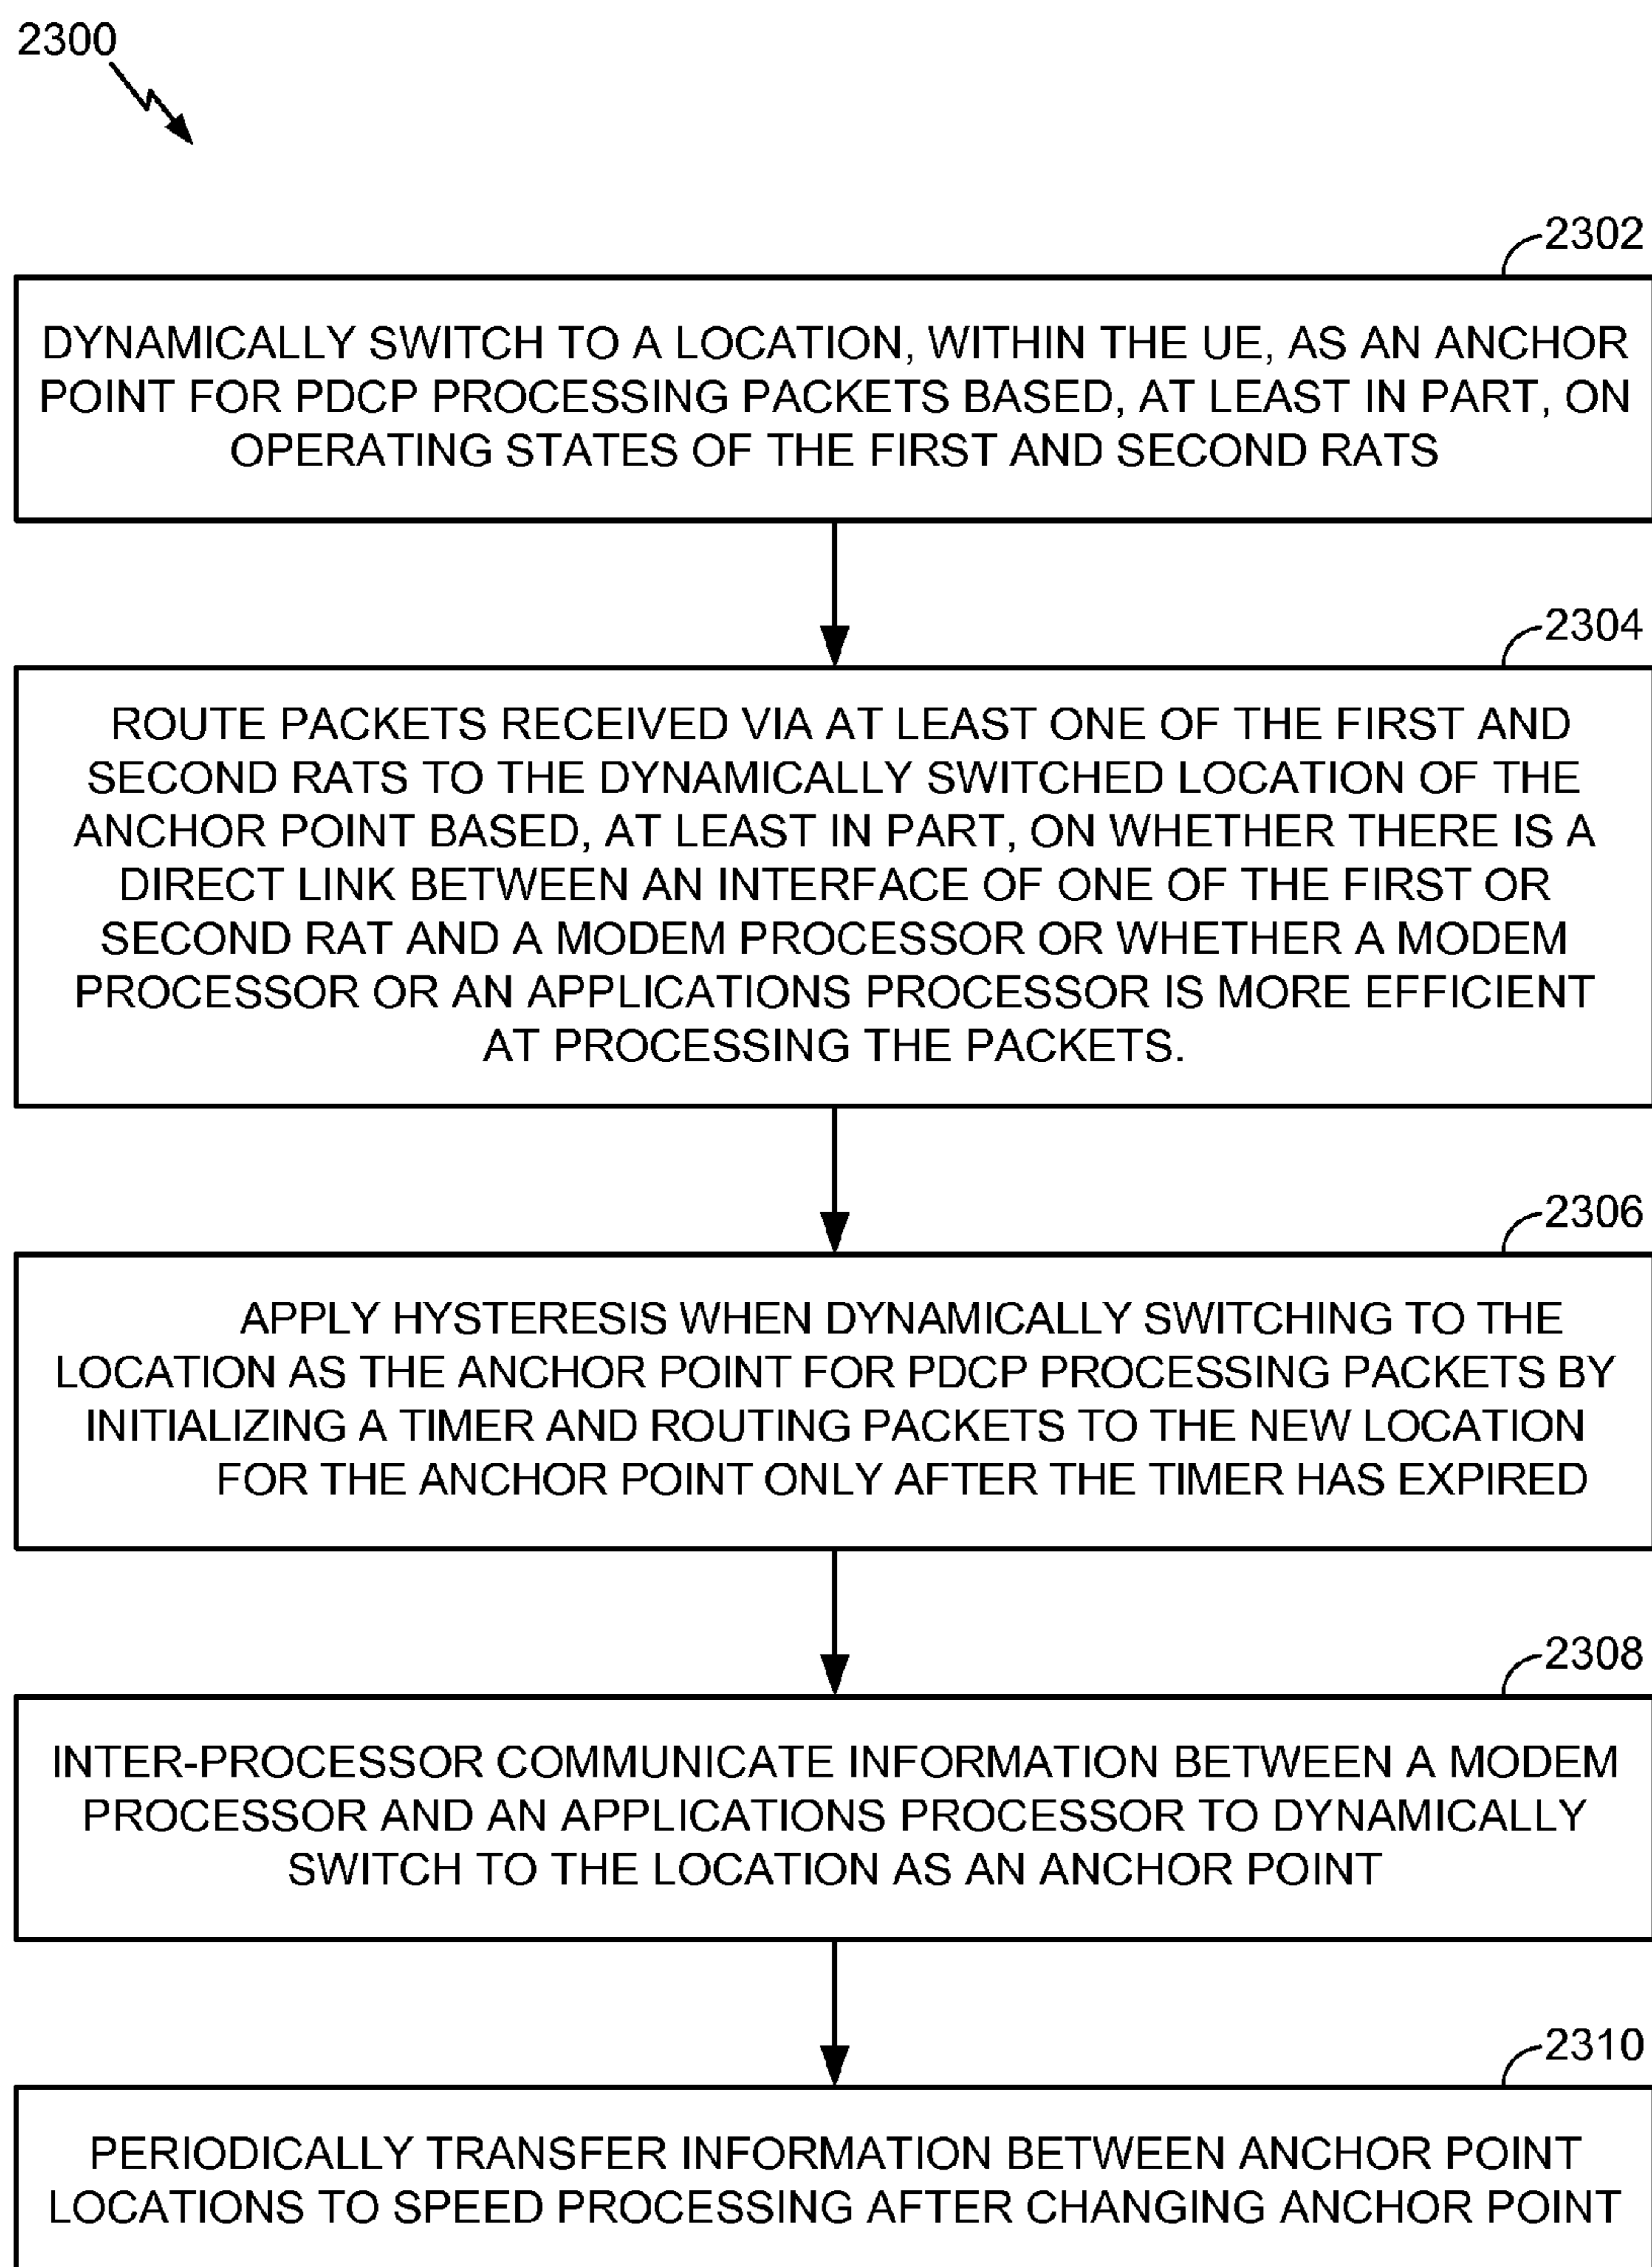 2300
2302
DYNAMICALLY SWITCH TO A LOCATION, WITHIN THE UE, AS AN ANCHOR
POINT FOR PDCP PROCESSING PACKETS BASED, AT LEAST IN PART, ON
OPERATING STATES OF THE FIRST AND SECOND RATS
2304
ROUTE PACKETS RECEIVED VIA AT LEAST ONE OF THE FIRST AND
SECOND RATS TO THE DYNAMICALLY SWITCHED LOCATION OF THE
ANCHOR POINT BASED, AT LEAST IN PART, ON WHETHER THERE IS A
DIRECT LINK BETWEEN AN INTERFACE OF ONE OF THE FIRST OR
SECOND RAT AND A MODEM PROCESSOR OR WHETHER A MODEM
PROCESSOR OR AN APPLICATIONS PROCESSOR IS MORE EFFICIENT
AT PROCESSING THE PACKETS.
2306
APPLY HYSTERESIS WHEN DYNAMICALLY SWITCHING TO THE
LOCATION AS THE ANCHOR POINT FOR PDCP PROCESSING PACKETS BY
INITIALIZING A TIMER AND ROUTING PACKETS TO THE NEW LOCATION
FOR THE ANCHOR POINT ONLY AFTER THE TIMER HAS EXPIRED
2308
INTER-PROCESSOR COMMUNICATE INFORMATION BETWEEN A MODEM
PROCESSOR AND AN APPLICATIONS PROCESSOR TO DYNAMICALLY
SWITCH TO THE LOCATION AS AN ANCHOR POINT
2310
PERIODICALLY TRANSFER INFORMATION BETWEEN ANCHOR POINT
LOCATIONS TO SPEED PROCESSING AFTER CHANGING ANCHOR POINT